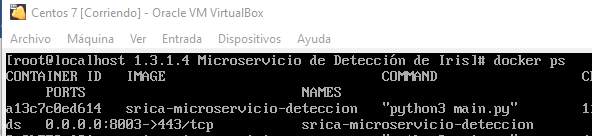 Centos 7 [Corriendo] - Oracle VM VirtualBox
Archivo Máquina Ver Entrada Dispositivos Ayuda
[root@localhost 1.3.1.4 Microservicio de Detección de Iris]# docker ps
CONTAINER ID IMAGE COMMAND
PORTS NAMES
a13c7c0ed614 srica-microservicio-deteccion "python3 main.py"
ds 0.0.0.0:8003->443/tcp srica-microservicio-deteccion